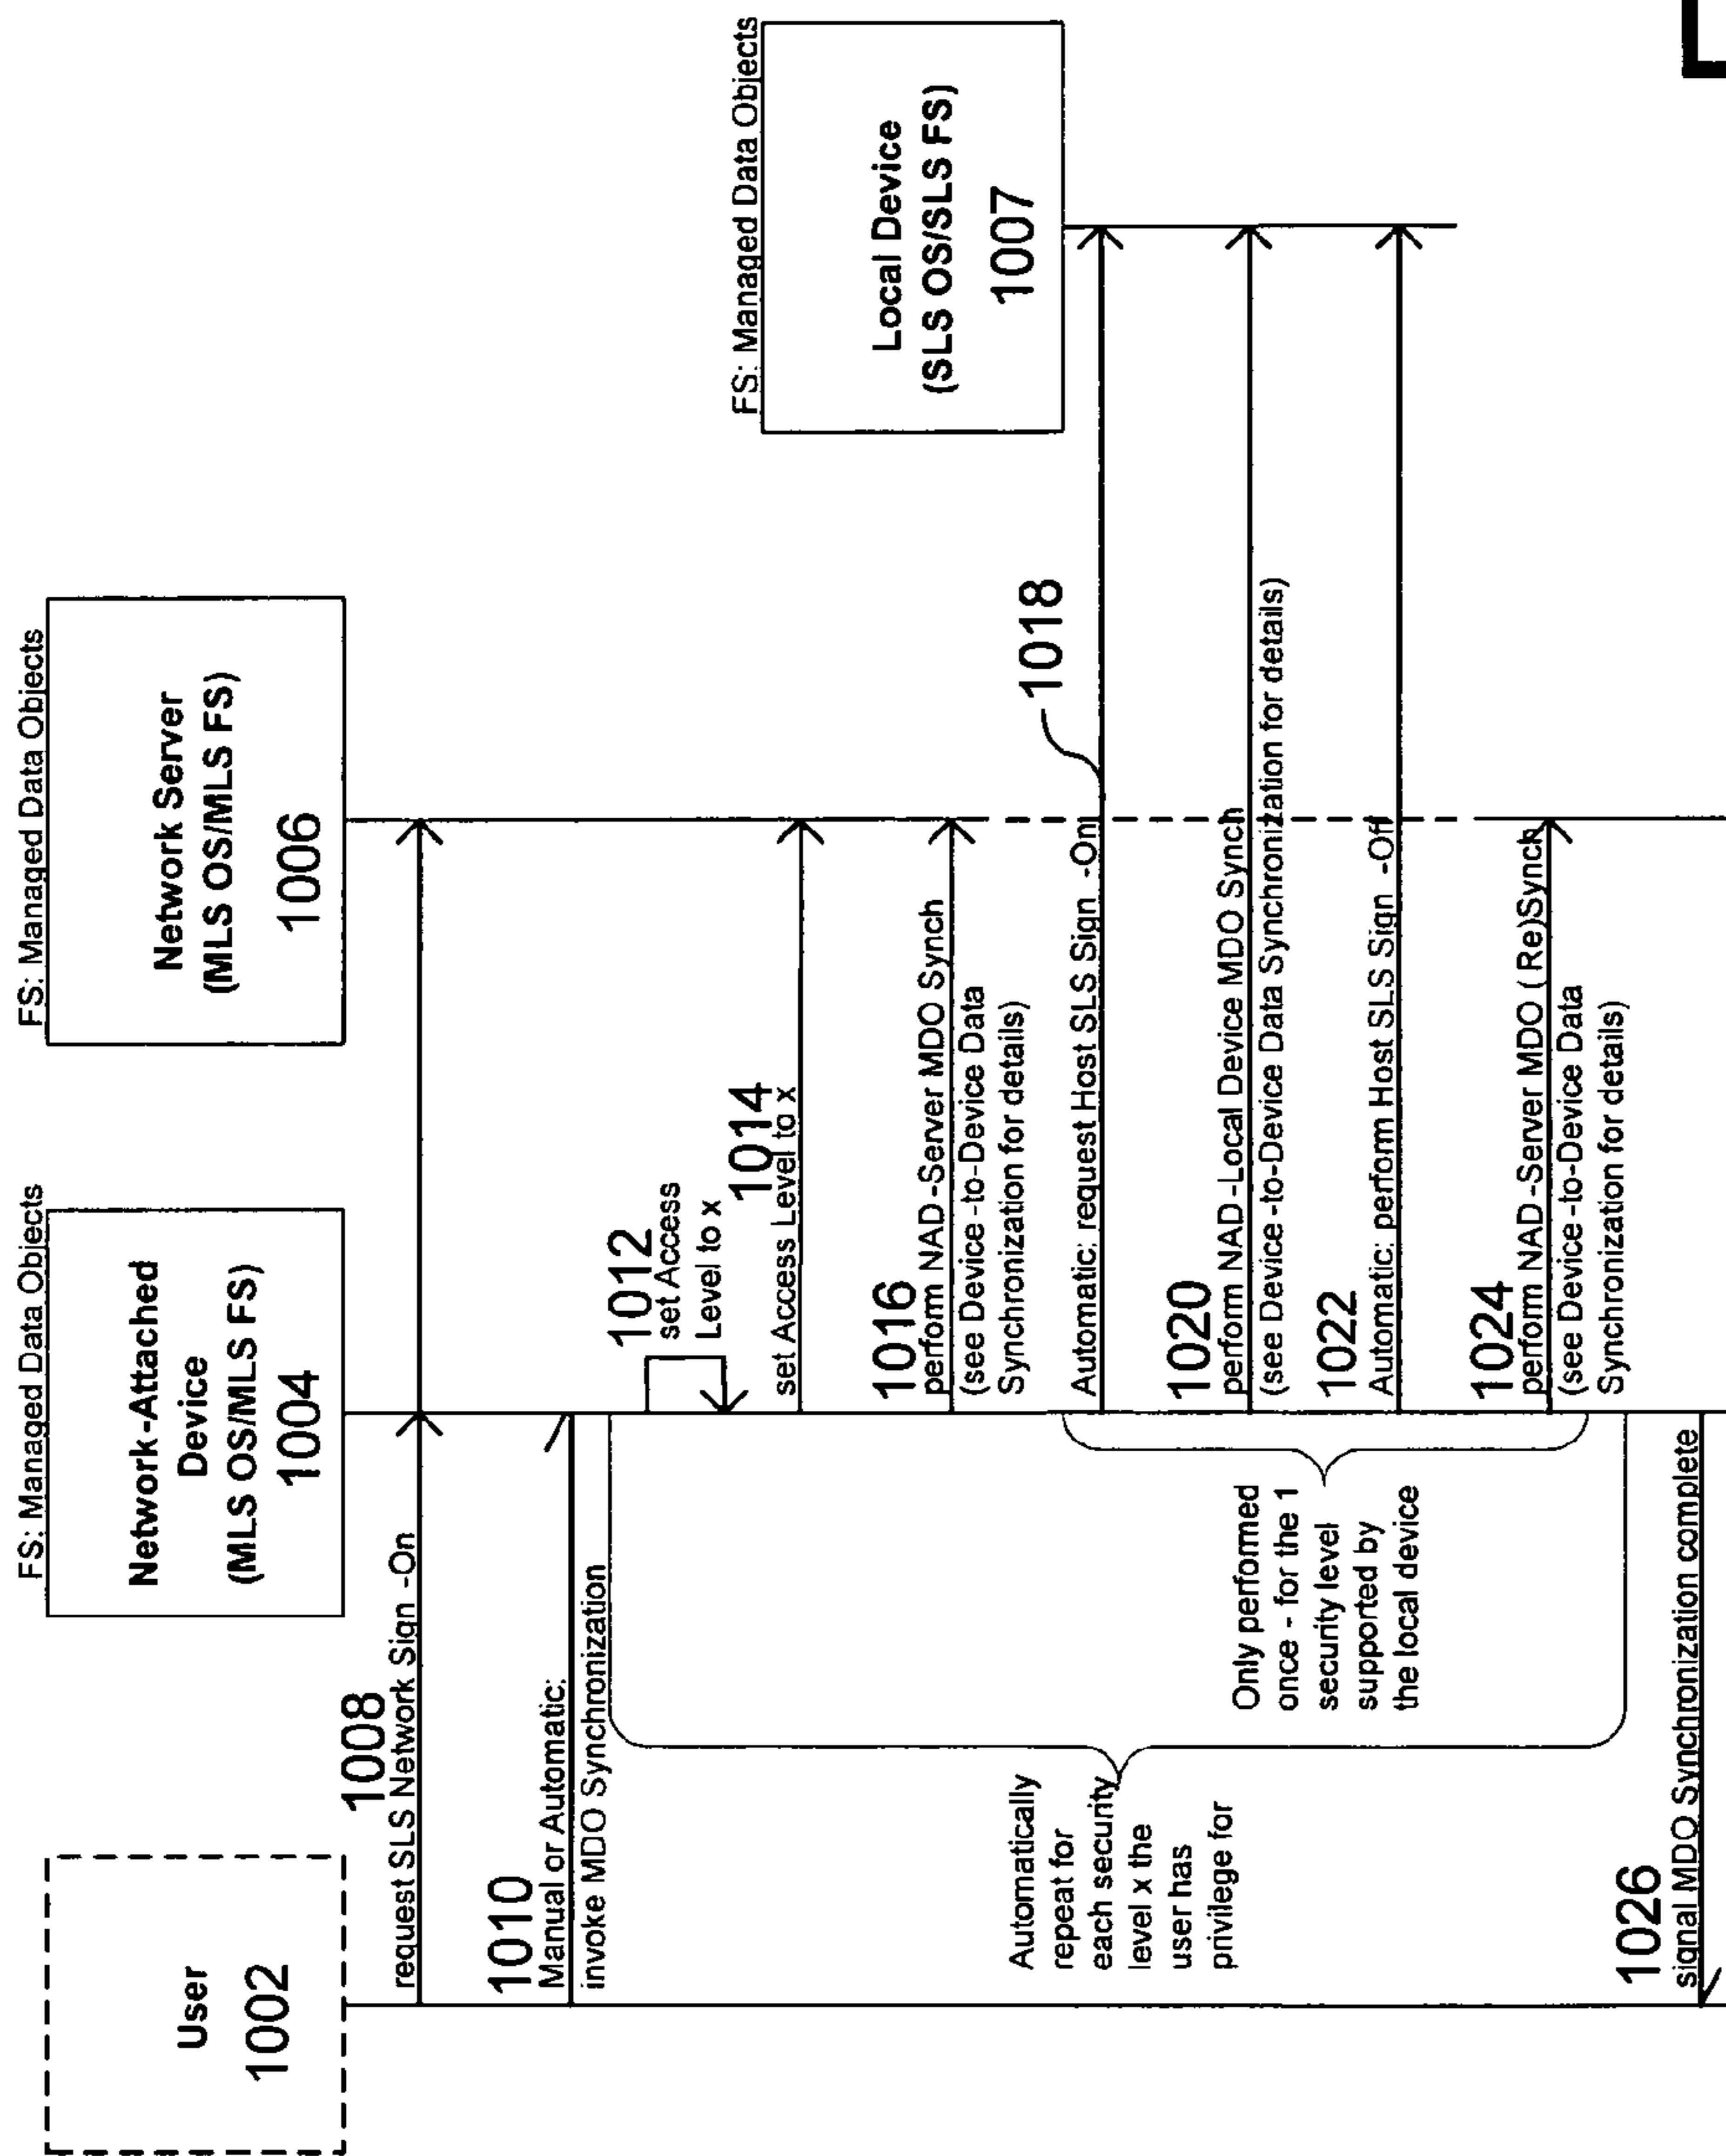 User
1002
FS: Managed Data Objects
Network-Attached
Device
(MLS OS/MLS FS)
1004
FS: Managed Data Objects
Network Server
(MLS OS/MLS FS)
1006
FS: Managed Data Objects
Local Device
(SLS OS/SLS FS)
1007
1008
request SLS Network Sign -On
1010
Manual or Automatic:
invoke MDO Synchronization
1012
set Access
Level to x
1014
set Access Level to x
1016
perform NAD -Server MDO Synch
(see Device -to-Device Data
Synchronization for details)
1018
Automatic: request Host SLS Sign -On
1020
perform NAD -Local Device MDO Synch
(see Device -to-Device Data Synchronization for details)
1022
Automatic: perform Host SLS Sign -Off
1024
perform NAD -Server MDO ( Re)Synch
(see Device -to-Device Data
Synchronization for details)
Only performed
once - for the 1
security level
supported by
the local device
Automatically
repeat for
each security
level x the
user has
privilege for
1026
signal MDO Synchronization complete